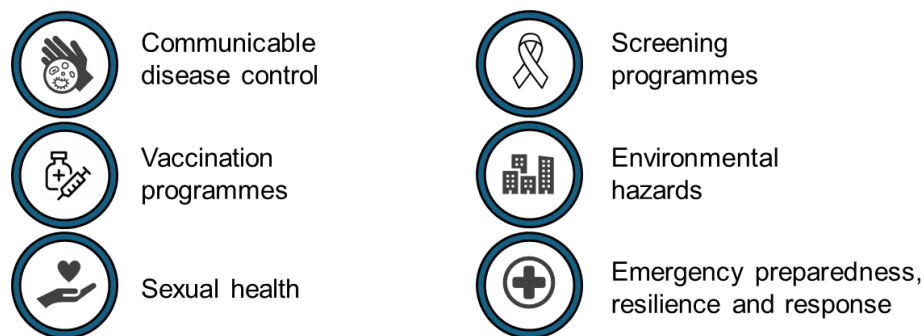 Communicable
disease control
Screening
programmes
Vaccination
programmes
Environmental
hazards
Sexual health
Emergency preparedness,
resilience and response